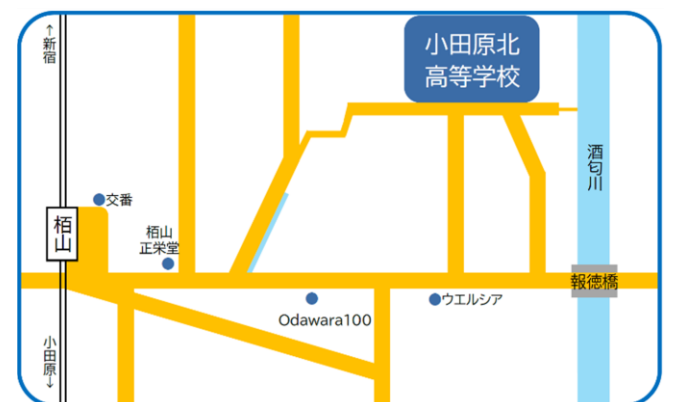 ↑新宿
小田原北
高等学校
酒匂川
交番
栢山
栢山
正栄堂
報徳橋
ウエルシア
Odawara100
小田原↓